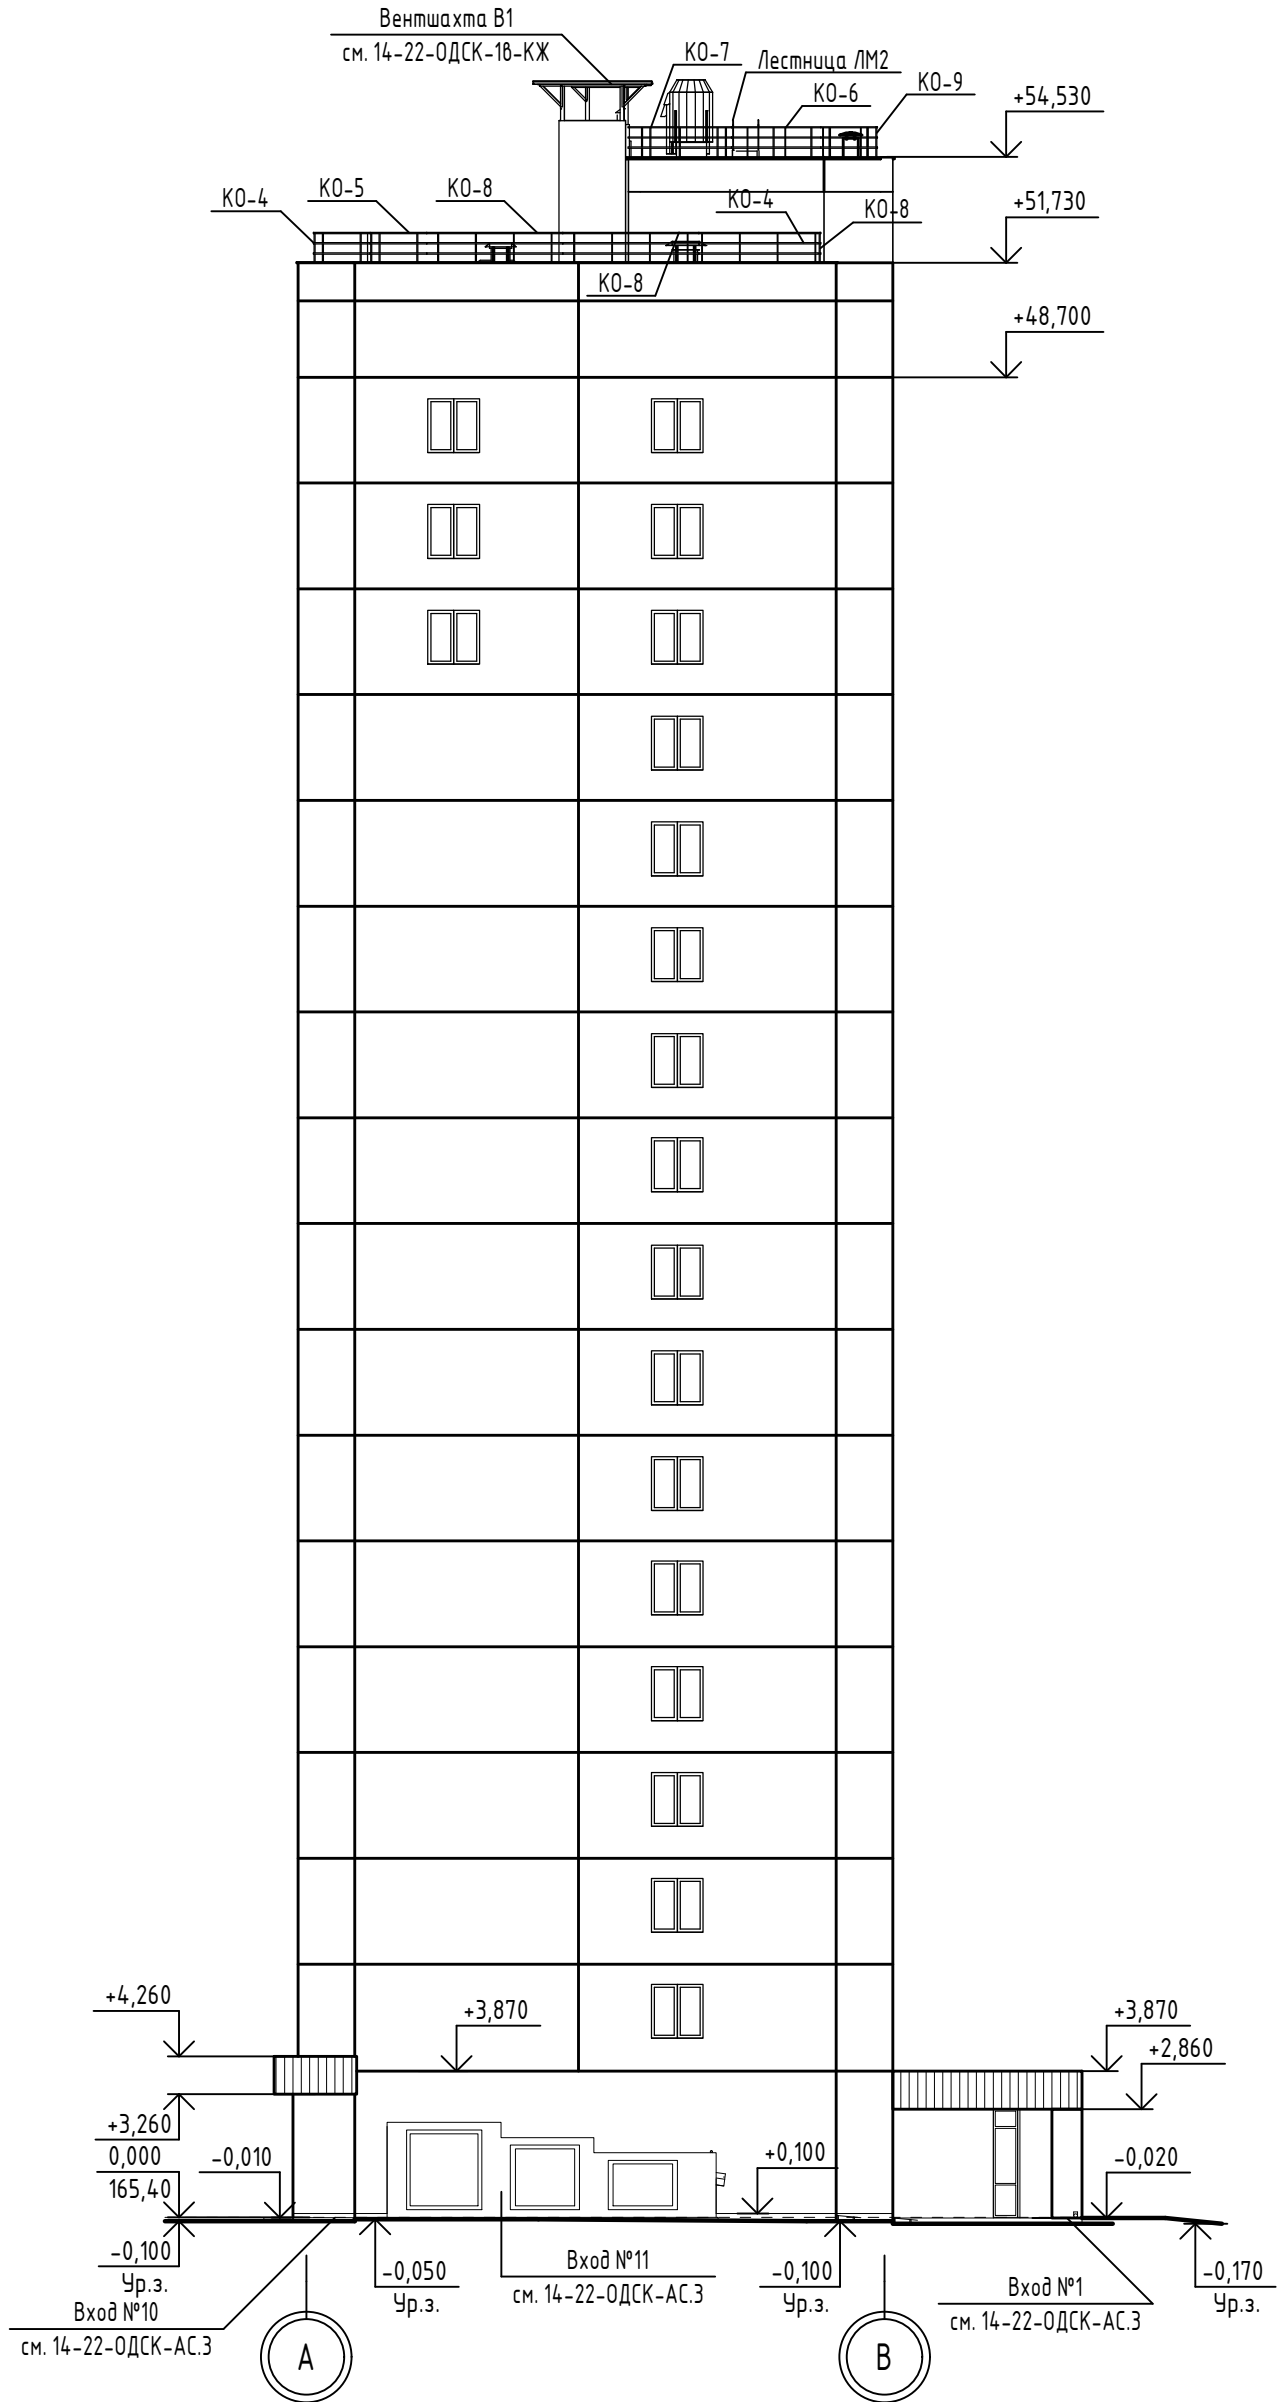 Вентшахта В1
см. 14-22-ОДСК-1в-КЖ
КО-7
Лестница ЛМ2
КО-6
КО-9
+54,530
КО-4
КО-5
КО-8
КО-4
КО-8
+51,730
КО-8
+48,700
+4,260
+3,870
+3,870
+2,860
+3,260
0,000
165,40
-0,010
+0,100
-0,020
-0,100
Ур.з.
-0,050
Ур.з.
Вход №11
см. 14-22-ОДСК-АС.3
-0,100
Ур.з.
-0,170
Ур.з.
Вход №10
см. 14-22-ОДСК-АС.3
Вход №1
см. 14-22-ОДСК-АС.3
А
В